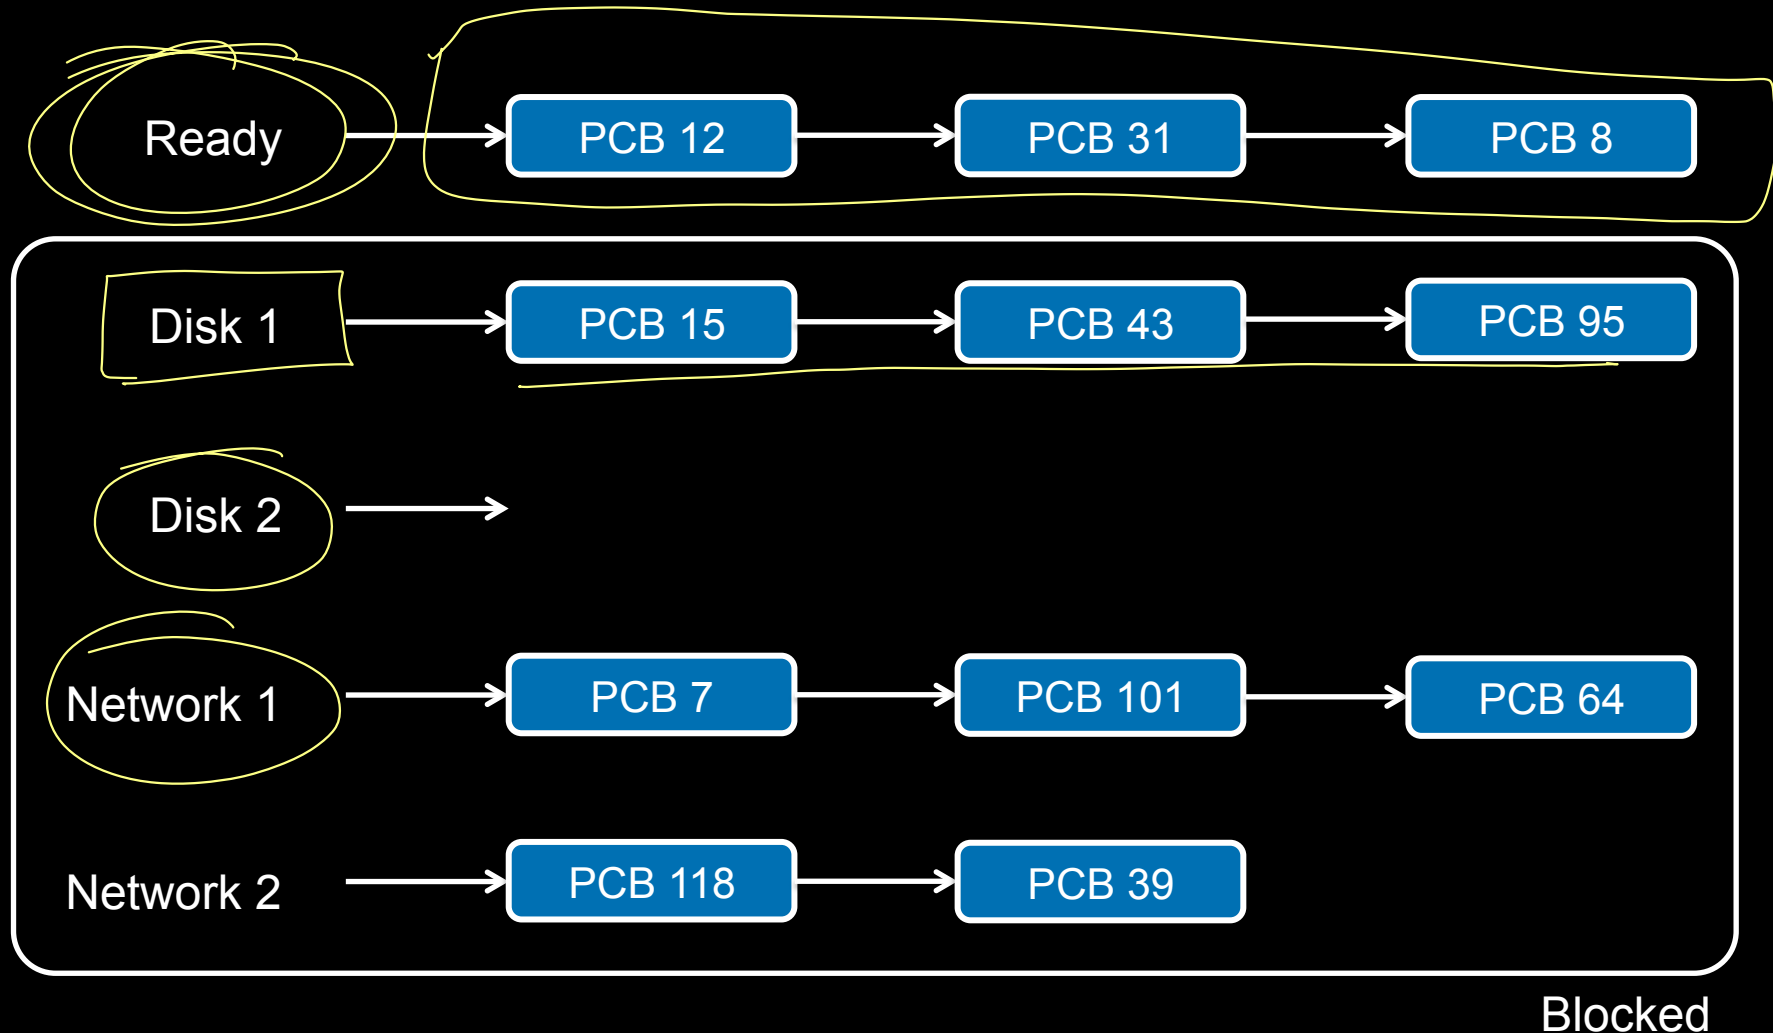 Ready PCB 12 PCB 31 PCB 8
Disk 1 PCB 15 PCB 43 PCB 95
Disk 2
Network 1 PCB 7 PCB 101 PCB 64
Network 2 PCB 118 PCB 39
Blocked